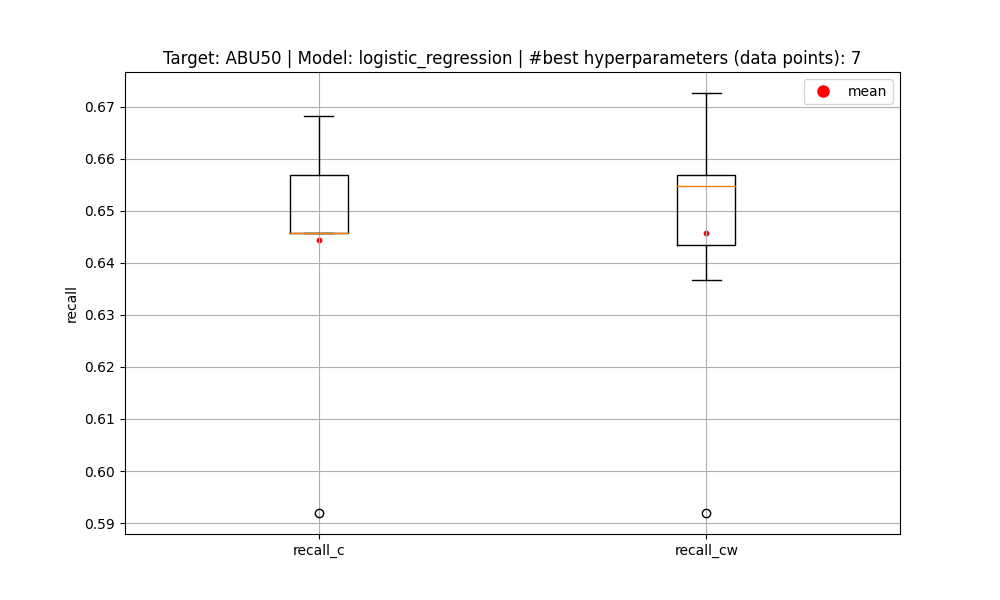 Target: ABU50 | Model: logistic_regression | #best hyperparameters (data points): 7
mean
0.67
0.66
0.65
0.64
0.63
0.62
0.61
0.60
0.59
recall
recall_c
recall_cw